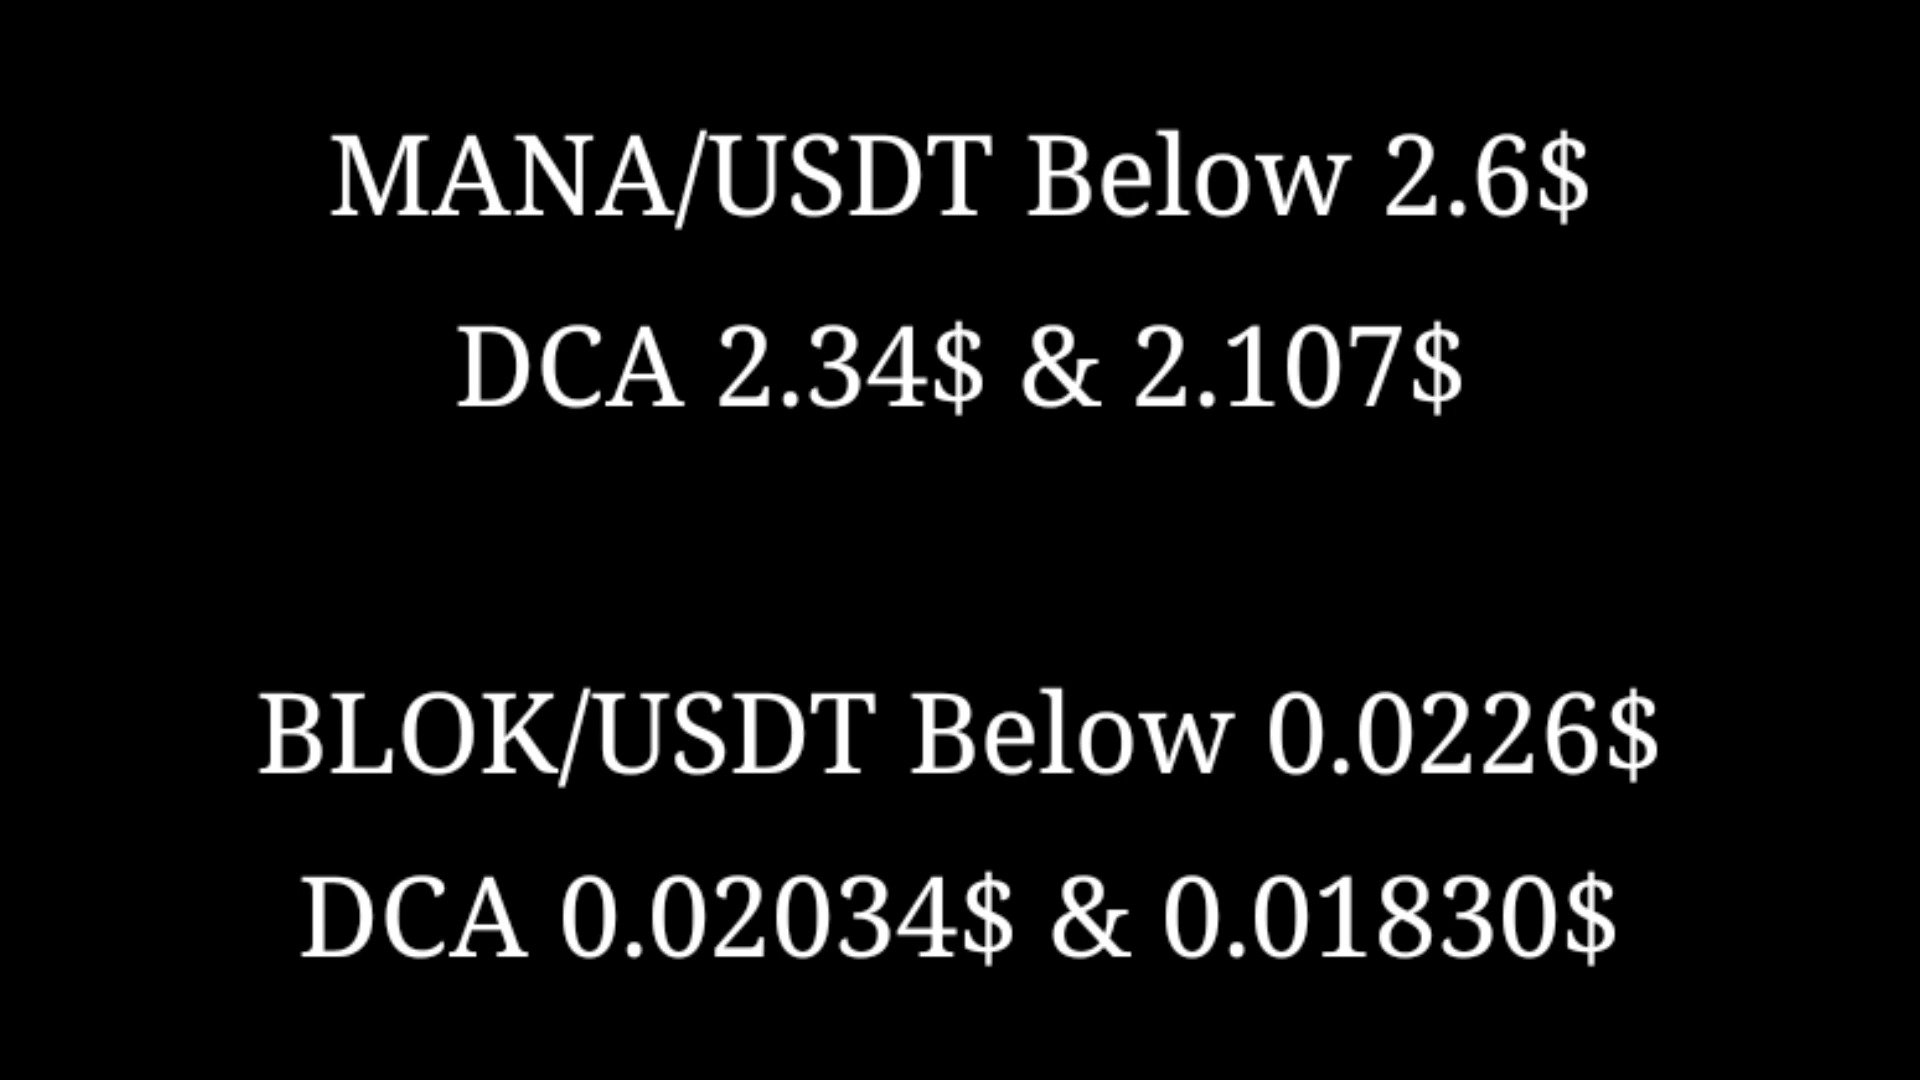 MANA/USDT Below 2.6$
DCA 2.34$ & 2.107$
BLOK/USDT Below 0.0226$
DCA 0.02034$ & 0.01830$